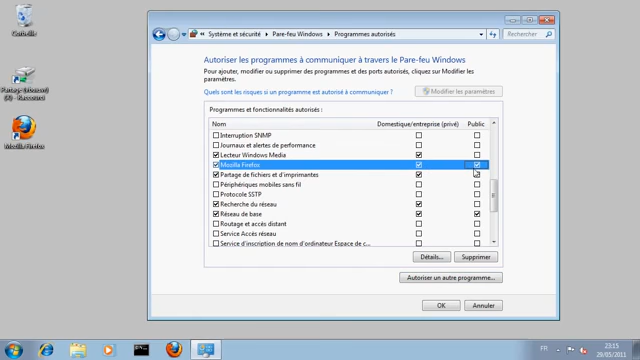 Corbeille
Partage (vboxsvr)
(X) - Raccourci
Mozilla Firefox
Système et sécurité
Pare-feu Windows
Programmes autorisés
Rechercher
Autoriser les programmes à communiquer à travers le Pare-feu Windows
Pour ajouter, modifier ou supprimer des programmes et des ports autorisés, cliquez sur Modifier les
paramètres.
Quels sont les risques si un programme est autorisé à communiquer ?
Modifier les paramètres
Programmes et fonctionnalités autorisés :
Nom Domestique/entreprise (privé) Public
Interruption SNMP
Journaux et alertes de performance
Lecteur Windows Media
Mozilla Firefox
Partage de fichiers et d'imprimantes
Périphériques mobiles sans fil
Protocole SSTP
Recherche du réseau
Réseau de base
Routage et accès distant
Service Accès réseau
Service d'inscription de nom d'ordinateur Espace de c...
Détails...
Supprimer
Autoriser un autre programme...
OK
Annuler
FR
23:15
29/05/2011